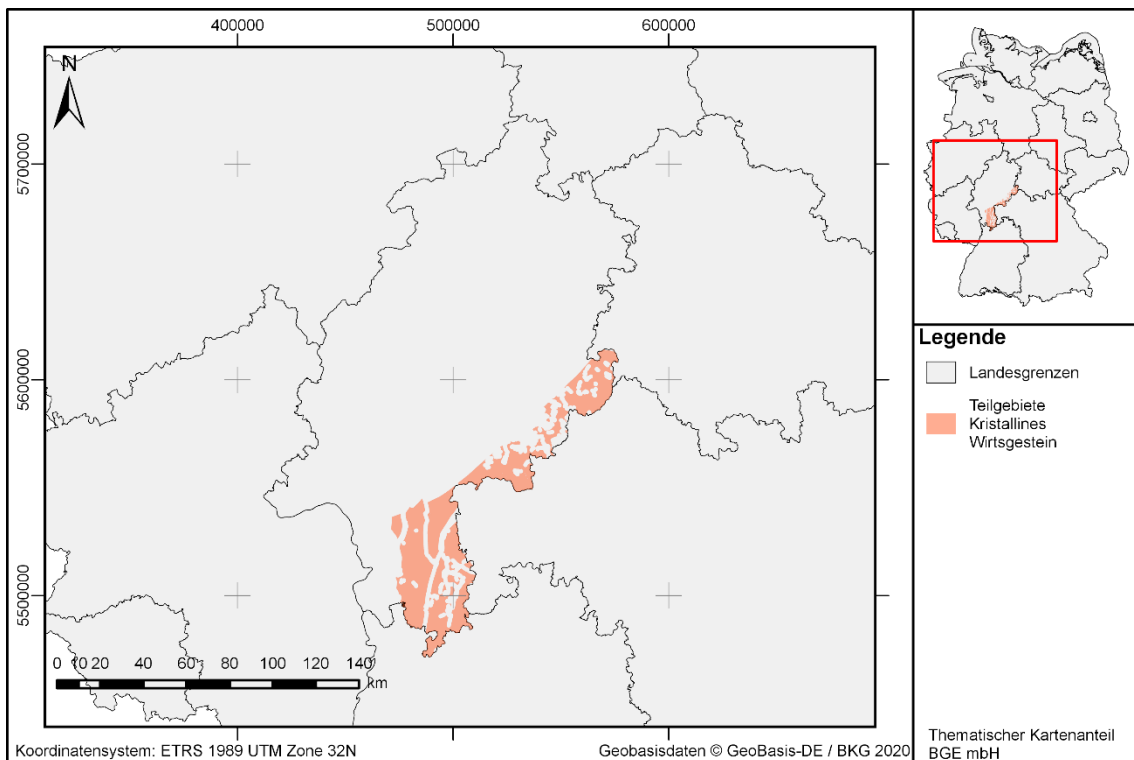 400000 500000 600000
N
5700000
5600000
5500000
0 10 20 40 60 80 100 120 140
km
Koordinatensystem: ETRS 1989 UTM Zone 32N
Geobasisdaten © GeoBasis-DE / BKG 2020
Legende
Landesgrenzen
Teilgebiete
Kristallines
Wirtsgestein
Thematischer Kartenanteil
BGE mbH